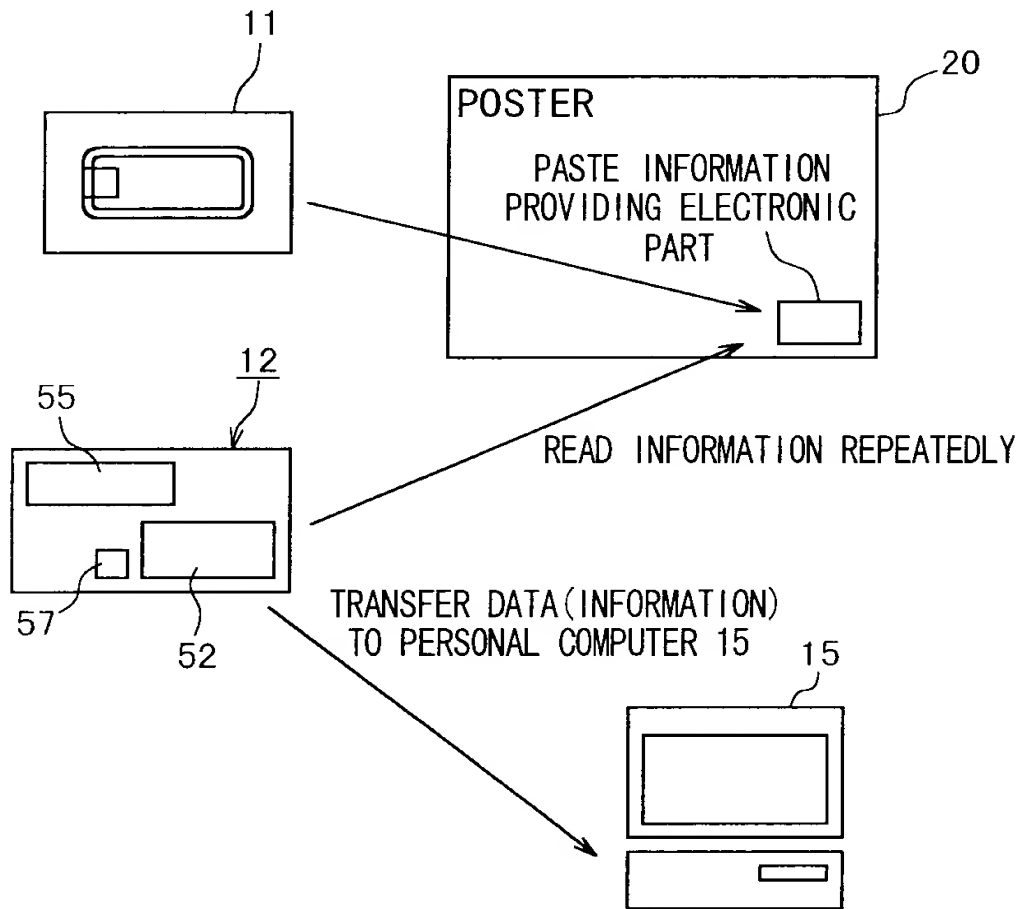 11
20
POSTER
PASTE INFORMATION
PROVIDING ELECTRONIC
PART
12
55
READ INFORMATION REPEATEDLY
57
52
TRANSFER DATA(INFORMATION)
TO PERSONAL COMPUTER 15
15